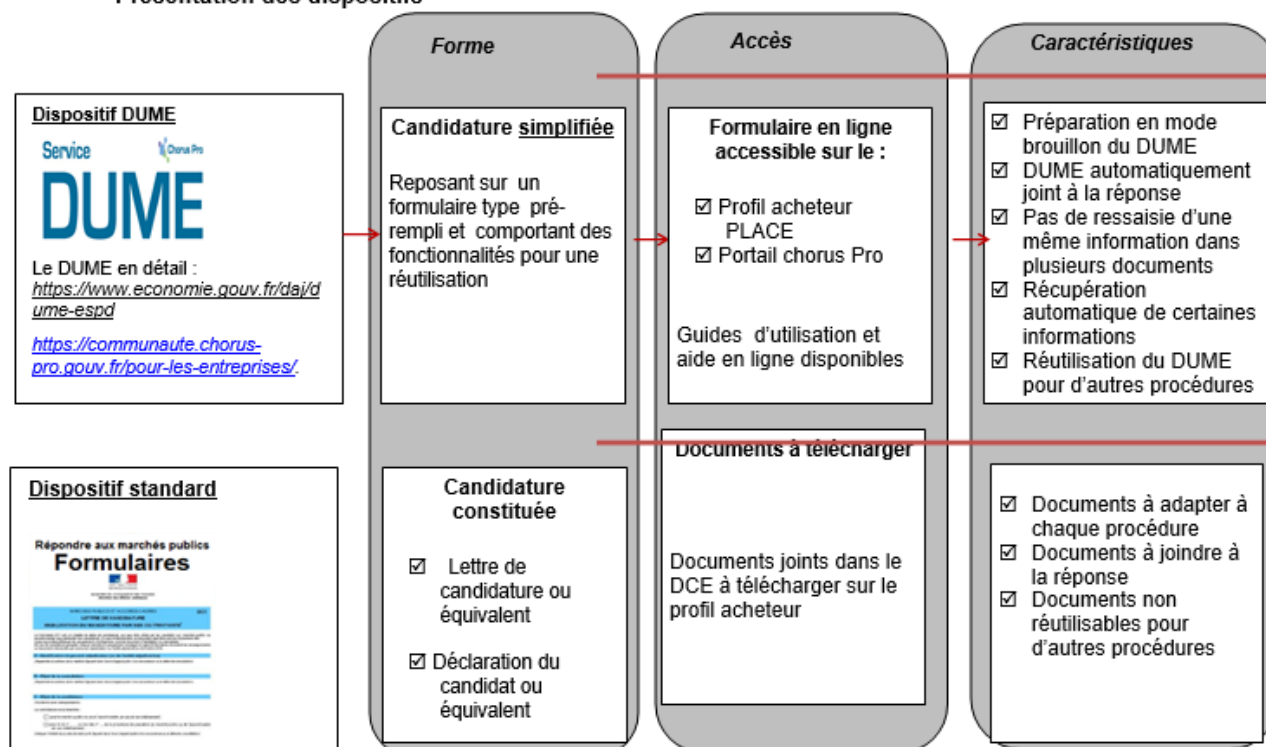 Présentation des dispositifs
Forme
Accès
Caractéristiques
Dispositif DUME
Service
Chorus Pro
DUME
Le DUME en détail :
https://www.economie.gouv.fr/daj/d
ume-espd
https://communaute.chorus-
pro.gouv.fr/pour-les-entreprises/.
Candidature simplifiée
Reposant sur un
formulaire type pré-
rempli et comportant des
fonctionnalités pour une
réutilisation
Formulaire en ligne
accessible sur le :
☑ Profil acheteur
PLACE
☑ Portail chorus Pro
Guides d'utilisation et
aide en ligne disponibles
☑ Préparation en mode
brouillon du DUME
☑ DUME automatiquement
joint à la réponse
☑ Pas de ressaisie d'une
même information dans
plusieurs documents
☑ Récupération
automatique de certaines
informations
☑ Réutilisation du DUME
pour d'autres procédures
Dispositif standard
Répondre aux marchés publics
Formulaires
LETTRE DE CANDIDATURE
Candidature
constituée
☑ Lettre de
candidature ou
équivalent
☑ Déclaration du
candidat ou
équivalent
Documents à télécharger
Documents joints dans le
DCE à télécharger sur le
profil acheteur
☑ Documents à adapter à
chaque procédure
☑ Documents à joindre à
la réponse
☑ Documents non
réutilisables pour
d'autres procédures